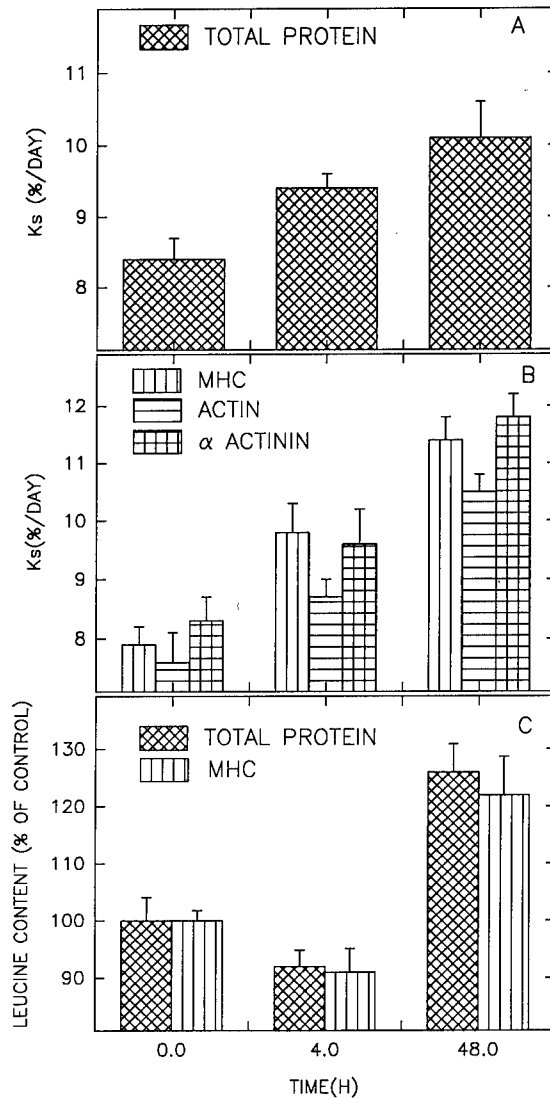 A
TOTAL PROTEIN
11
10
9
8
Ks (%/DAY)
B
MHC
ACTIN
α ACTININ
12
11
10
9
8
Ks(%/DAY)
C
TOTAL PROTEIN
MHC
130
120
100
90
LEUCINE CONTENT (% OF CONTROL)
0.0 4.0 48.0
TIME(H)